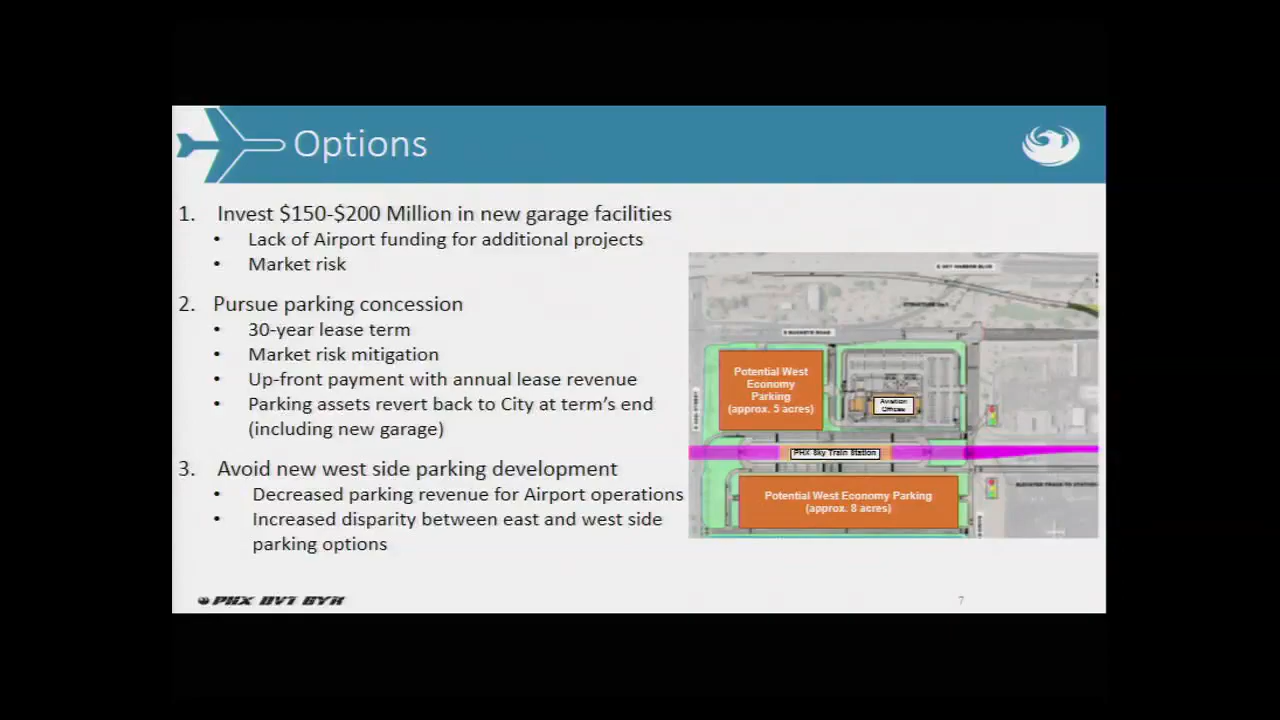 Options
1. Invest $150-$200 Million in new garage facilities
• Lack of Airport funding for additional projects
• Market risk
2. Pursue parking concession
• 30-year lease term
• Market risk mitigation
• Up-front payment with annual lease revenue
• Parking assets revert back to City at term's end
(including new garage)
3. Avoid new west side parking development
• Decreased parking revenue for Airport operations
• Increased disparity between east and west side
parking options
E SKY HARBOR BLVD
E BUCKEYE ROAD
Potential West
Economy
Parking
(approx. 5 acres)
Aviation
Offices
PHX Sky Train Station
Potential West Economy Parking
(approx. 8 acres)
PHX DVT GYR
7